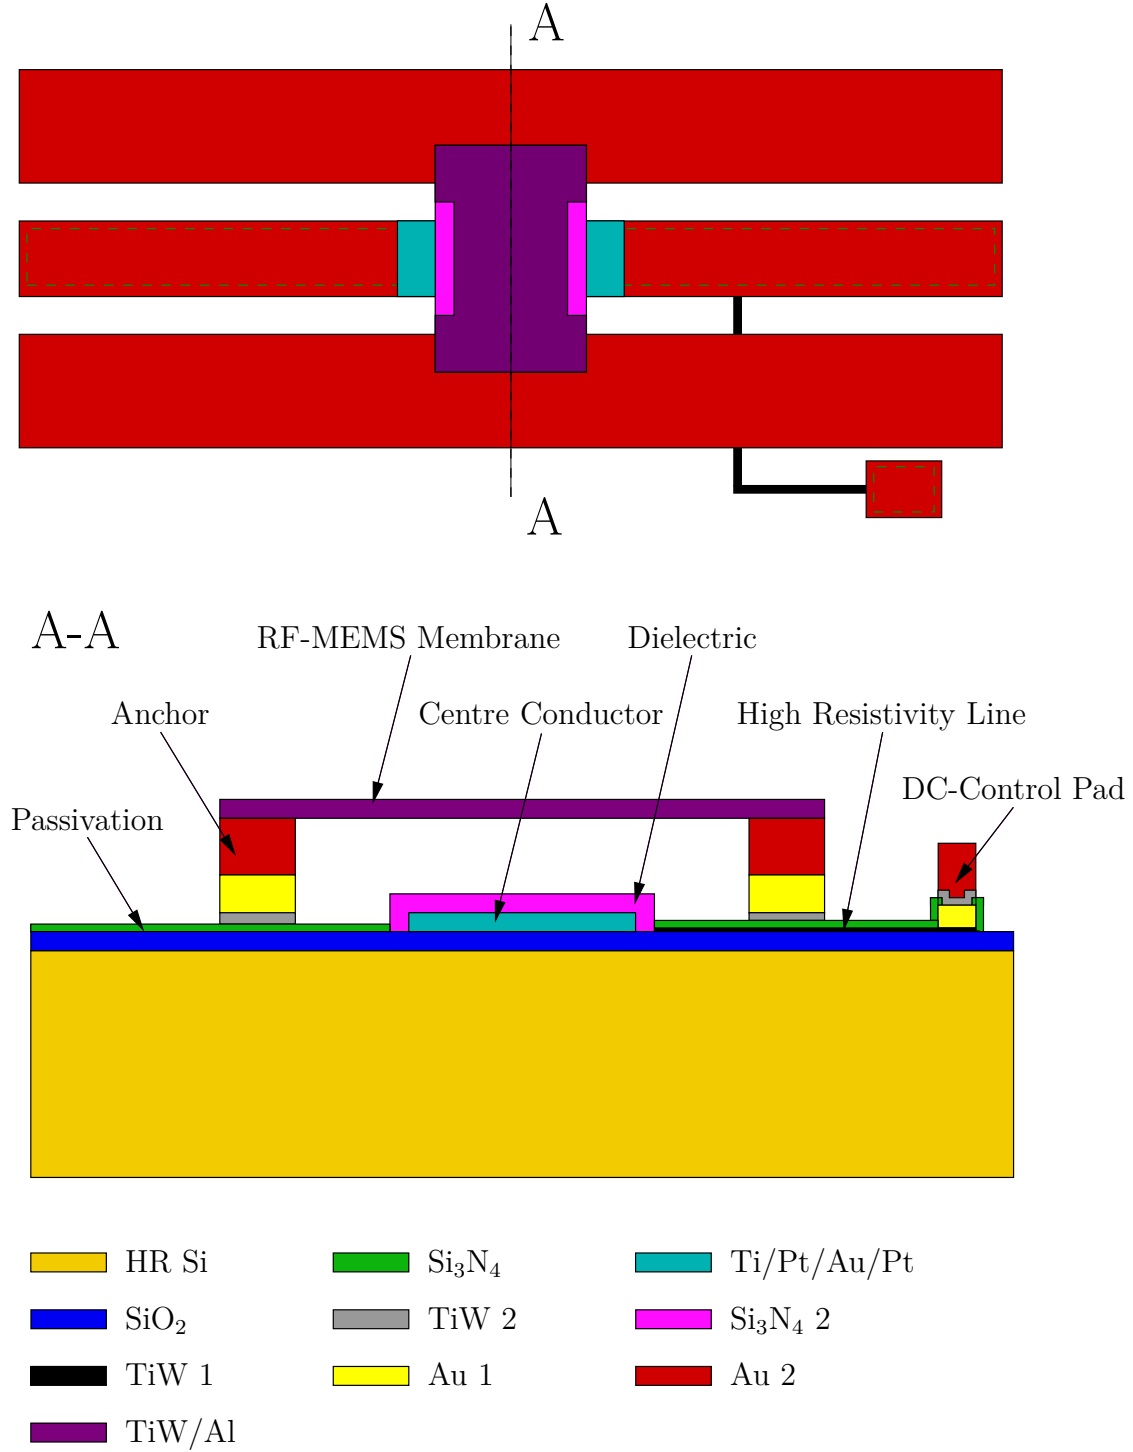 A
A
A-A
RF-MEMS Membrane
Dielectric
Anchor
Centre Conductor
High Resistivity Line
DC-Control Pad
Passivation
HR Si
Si₃N₄
Ti/Pt/Au/Pt
SiO₂
TiW 2
Si₃N₄ 2
TiW 1
Au 1
Au 2
TiW/Al